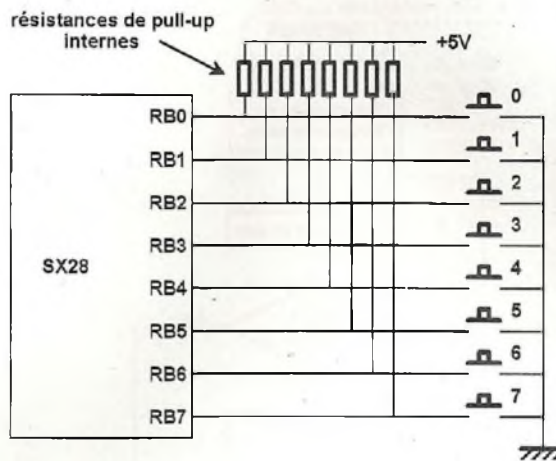 résistances de pull-up
internes
+5V
RB0
0
RB1
1
RB2
2
RB3
3
SX28
RB4
4
RB5
5
RB6
6
RB7
7